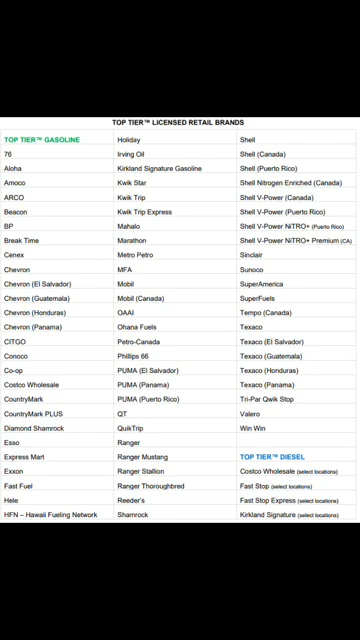 TOP TIER™ LICENSED RETAIL BRANDS
TOP TIER™ GASOLINE
76
Aloha
Amoco
ARCO
Beacon
BP
Break Time
Cenex
Chevron
Chevron (El Salvador)
Chevron (Guatemala)
Chevron (Honduras)
Chevron (Panama)
CITGO
Conoco
Co-op
Costco Wholesale
CountryMark
CountryMark PLUS
Diamond Shamrock
Esso
Express Mart
Exxon
Fast Fuel
Hele
HFN – Hawaii Fueling Network
Holiday
Irving Oil
Kirkland Signature Gasoline
Kwik Star
Kwik Trip
Kwik Trip Express
Mahalo
Marathon
Metro Petro
MFA
Mobil
Mobil (Canada)
OAAI
Ohana Fuels
Petro-Canada
Phillips 66
PUMA (El Salvador)
PUMA (Panama)
PUMA (Puerto Rico)
QT
QuikTrip
Ranger
Ranger Mustang
Ranger Stallion
Ranger Thoroughbred
Reeder's
Shamrock
Shell
Shell (Canada)
Shell (Puerto Rico)
Shell Nitrogen Enriched (Canada)
Shell V-Power (Canada)
Shell V-Power (Puerto Rico)
Shell V-Power NiTRO+ (Puerto Rico)
Shell V-Power NiTRO+ Premium (CA)
Sinclair
Sunoco
SuperAmerica
SuperFuels
Tempo (Canada)
Texaco
Texaco (El Salvador)
Texaco (Guatemala)
Texaco (Honduras)
Texaco (Panama)
Tri-Par Qwik Stop
Valero
Win Win
TOP TIER™ DIESEL
Costco Wholesale (select locations)
Fast Stop (select locations)
Fast Stop Express (select locations)
Kirkland Signature (select locations)